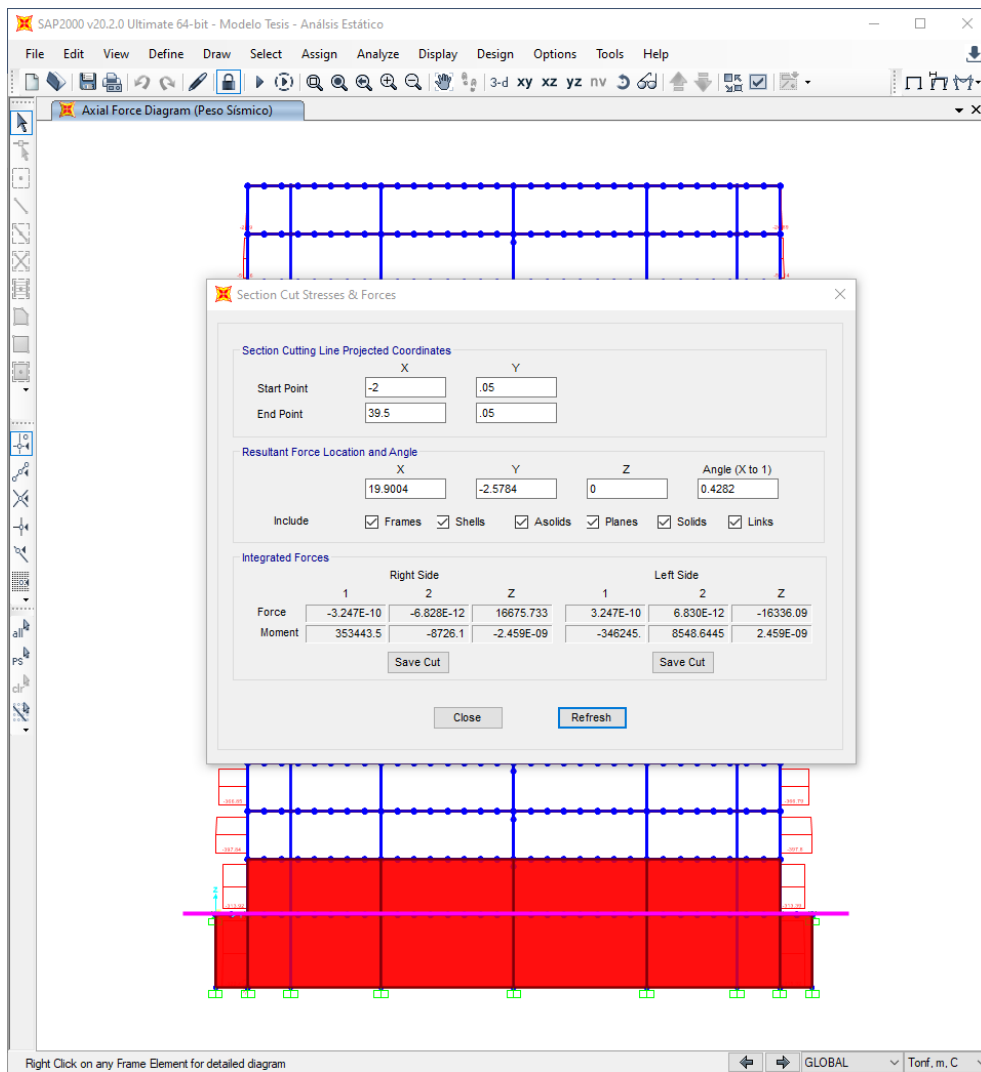 SAP2000 v20.2.0 Ultimate 64-bit - Modelo Tesis - Análsis Estático
File Edit View Define Draw Select Assign Analyze Display Design Options Tools Help
3-d xy xz yz nv
Axial Force Diagram (Peso Sísmico)
Section Cut Stresses & Forces
Section Cutting Line Projected Coordinates
X Y
Start Point -2 .05
End Point 39.5 .05
Resultant Force Location and Angle
X Y Z Angle (X to 1)
19.9004 -2.5784 0 0.4282
Include Frames Shells Asolids Planes Solids Links
Integrated Forces
Right Side Left Side
1 2 Z 1 2 Z
Force -3.247E-10 -6.828E-12 16675.733 3.247E-10 6.830E-12 -16336.09
Moment 353443.5 -8726.1 -2.459E-09 -346245. 8548.6445 2.459E-09
Save Cut Save Cut
Close Refresh
all
PS
clr
Right Click on any Frame Element for detailed diagram
GLOBAL
Tonf, m, C